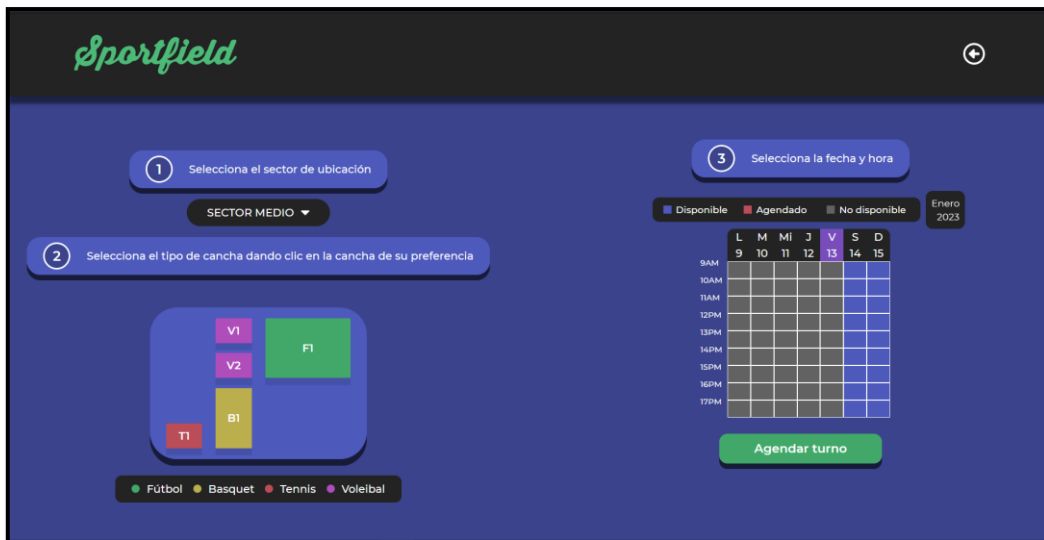 Sportfield
1 Selecciona el sector de ubicación
SECTOR MEDIO
2 Selecciona el tipo de cancha dando clic en la cancha de su preferencia
V1
F1
V2
B1
T1
Fútbol Basquet Tennis Voleibal
3 Selecciona la fecha y hora
Disponible Agendado No disponible
Enero
2023
L M Mi J V S D
9 10 11 12 13 14 15
9AM
10AM
11AM
12PM
13PM
14PM
15PM
16PM
17PM
Agendar turno